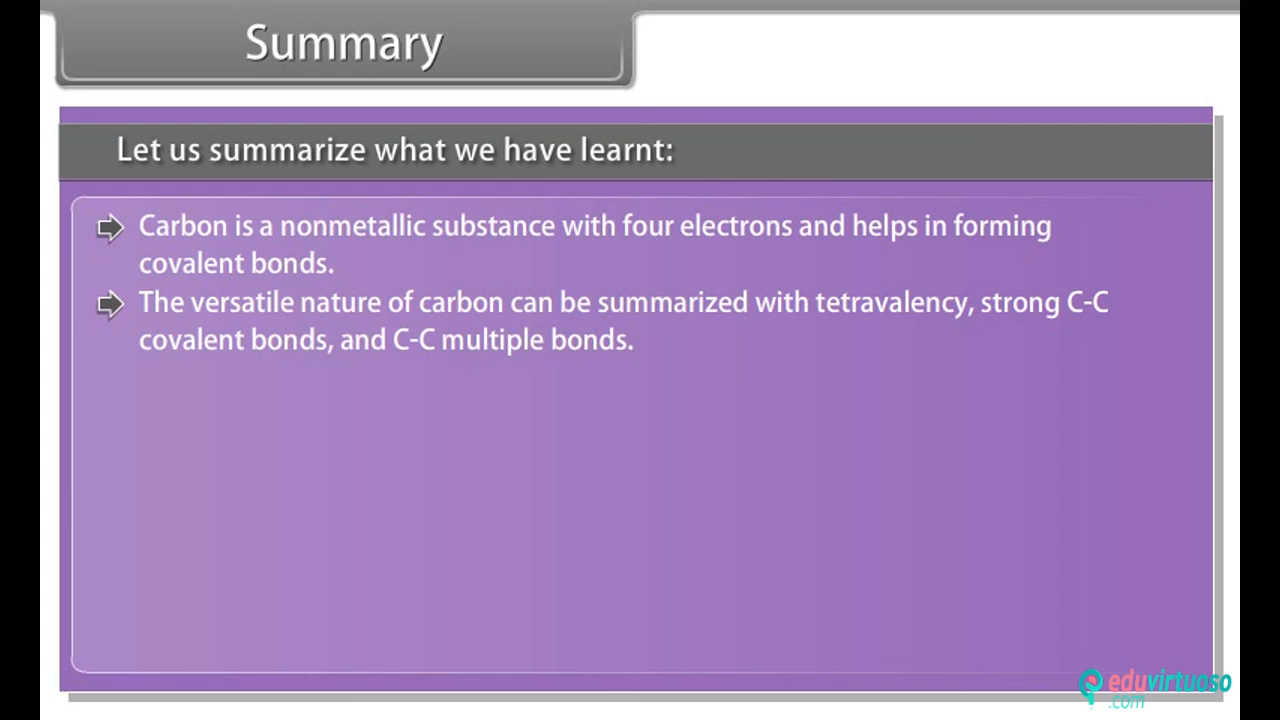 Summary
Let us summarize what we have learnt:
Carbon is a nonmetallic substance with four electrons and helps in forming
covalent bonds.
The versatile nature of carbon can be summarized with tetravalency, strong C-C
covalent bonds, and C-C multiple bonds.
eduvirtuoso
.com